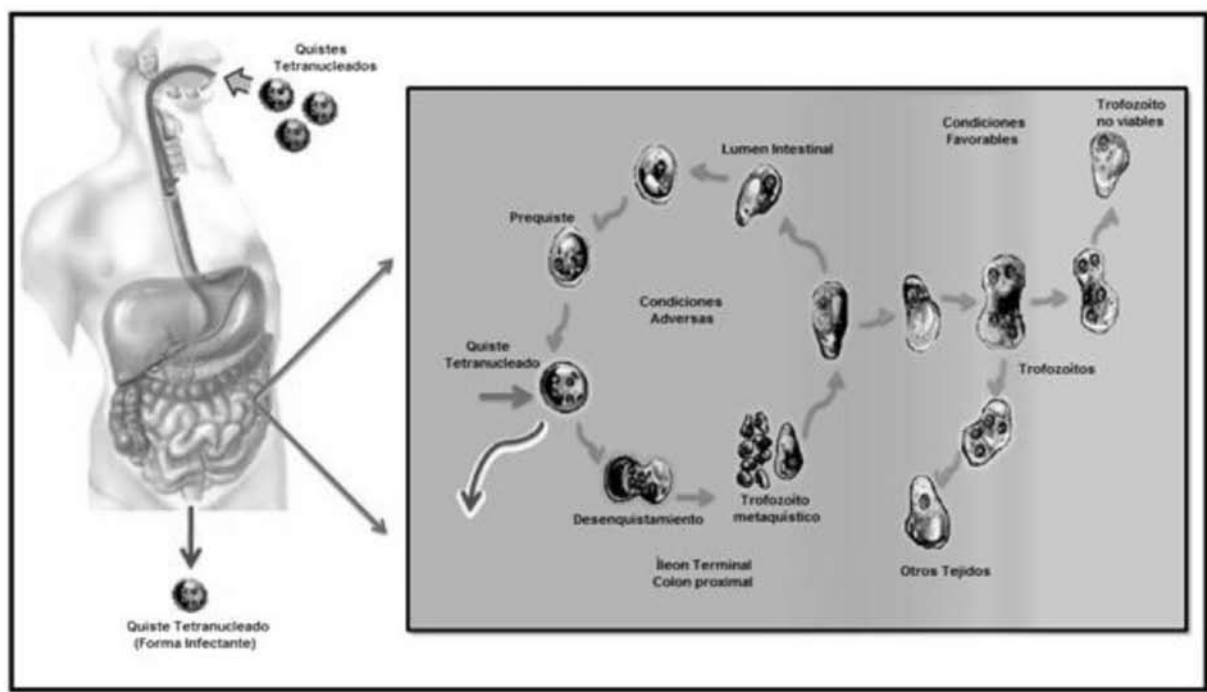 Quistes
Tetranucleados
Quiste Tetranucleado
(Forma Infectante)
Trofozoito
no viables
Condiciones
Favorables
Lumen Intestinal
Prequiste
Condiciones
Adversas
Quiste
Tetranucleado
Trofozoitos
Desenquistamiento
Trofozoito
metaquistico
Íleon Terminal
Colon proximal
Otros Tejidos